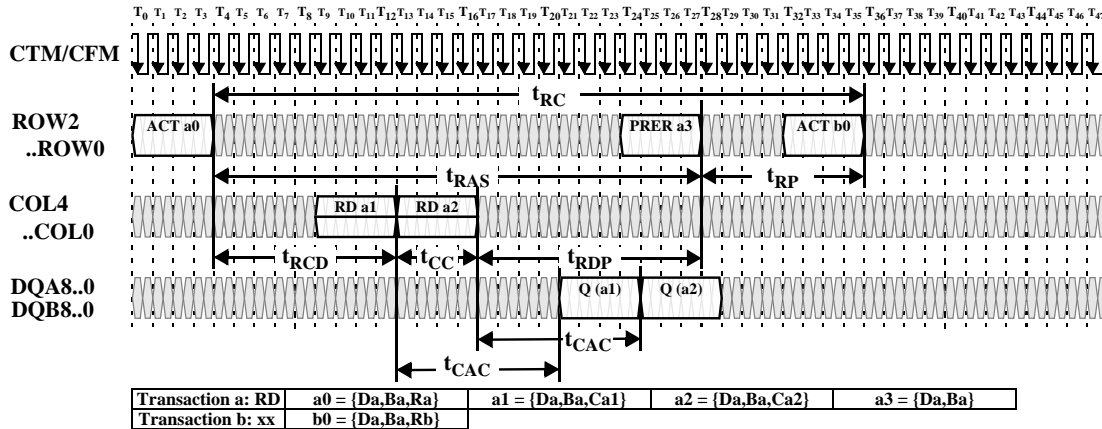 T0 T1 T2 T3 T4 T5 T6 T7 T8 T9 T10 T11 T12 T13 T14 T15 T16 T17 T18 T19 T20 T21 T22 T23 T24 T25 T26 T27 T28 T29 T30 T31 T32 T33 T34 T35 T36 T37 T38 T39 T40 T41 T42 T43 T44 T45 T46 T47
CTM/CFM
tRC
ROW2
..ROW0
ACT a0 PRER a3 ACT b0
tRAS tRP
COL4
..COL0
RD a1 RD a2
tRCD tCC tRDP
DQA8..0
DQB8..0
Q (a1) Q (a2)
tCAC
tCAC
Transaction a: RD a0 = {Da,Ba,Ra} a1 = {Da,Ba,Ca1} a2 = {Da,Ba,Ca2} a3 = {Da,Ba}
Transaction b: xx b0 = {Da,Ba,Rb}